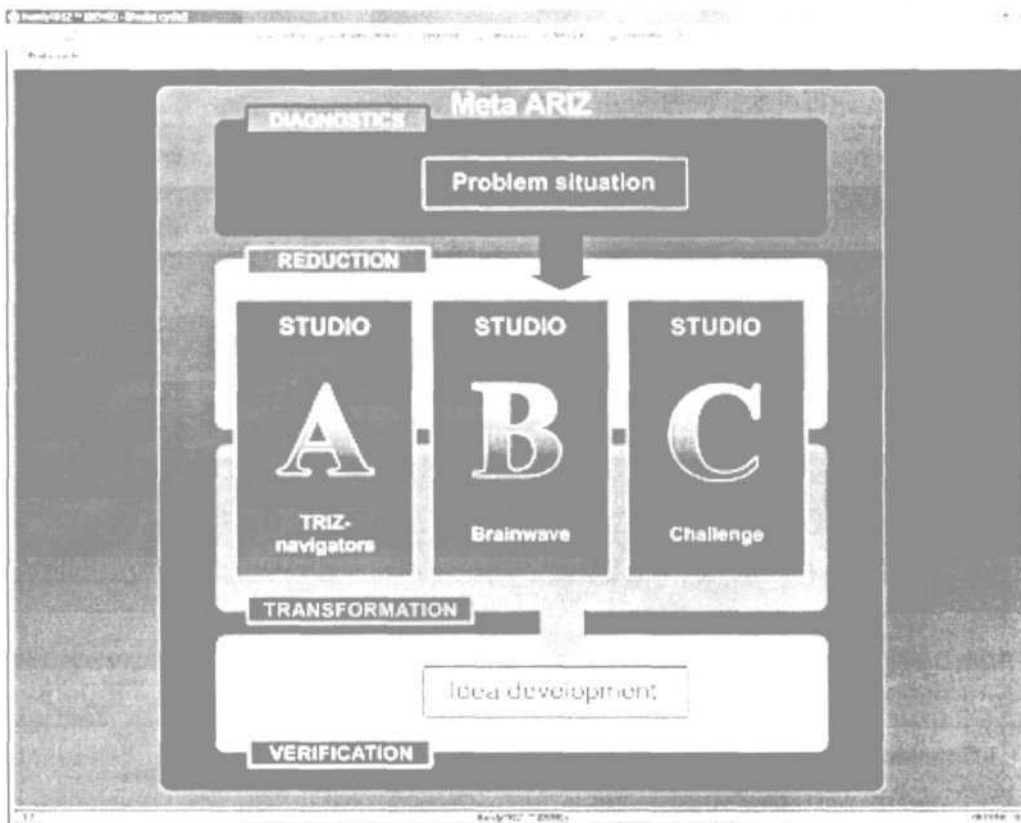 Meta ARIZ
DIAGNOSTICS
Problem situation
REDUCTION
STUDIO
A
TRIZ-
navigators
STUDIO
B
Brainwave
STUDIO
C
Challenge
TRANSFORMATION
Idea development
VERIFICATION